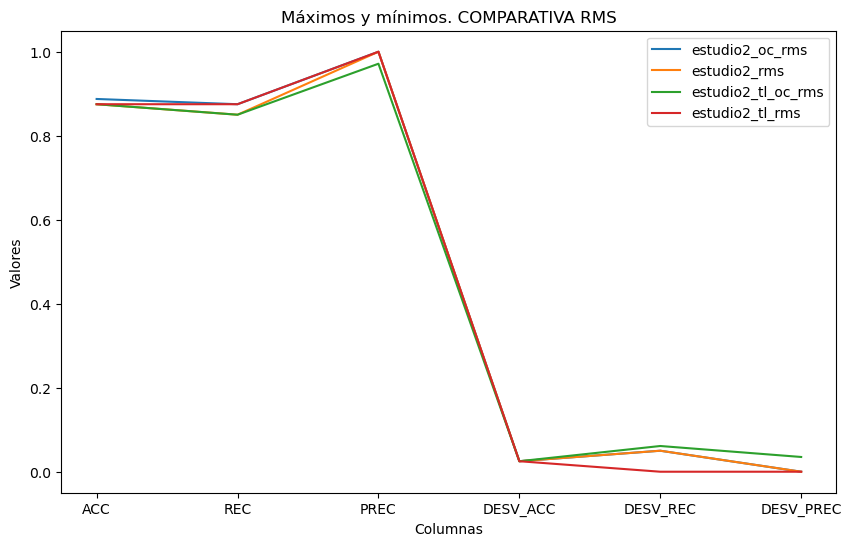 Máximos y mínimos. COMPARATIVA RMS
estudio2_oc_rms
estudio2_rms
estudio2_tl_oc_rms
estudio2_tl_rms
Valores
1.0
0.8
0.6
0.4
0.2
0.0
ACC REC PREC DESV_ACC DESV_REC DESV_PREC
Columnas